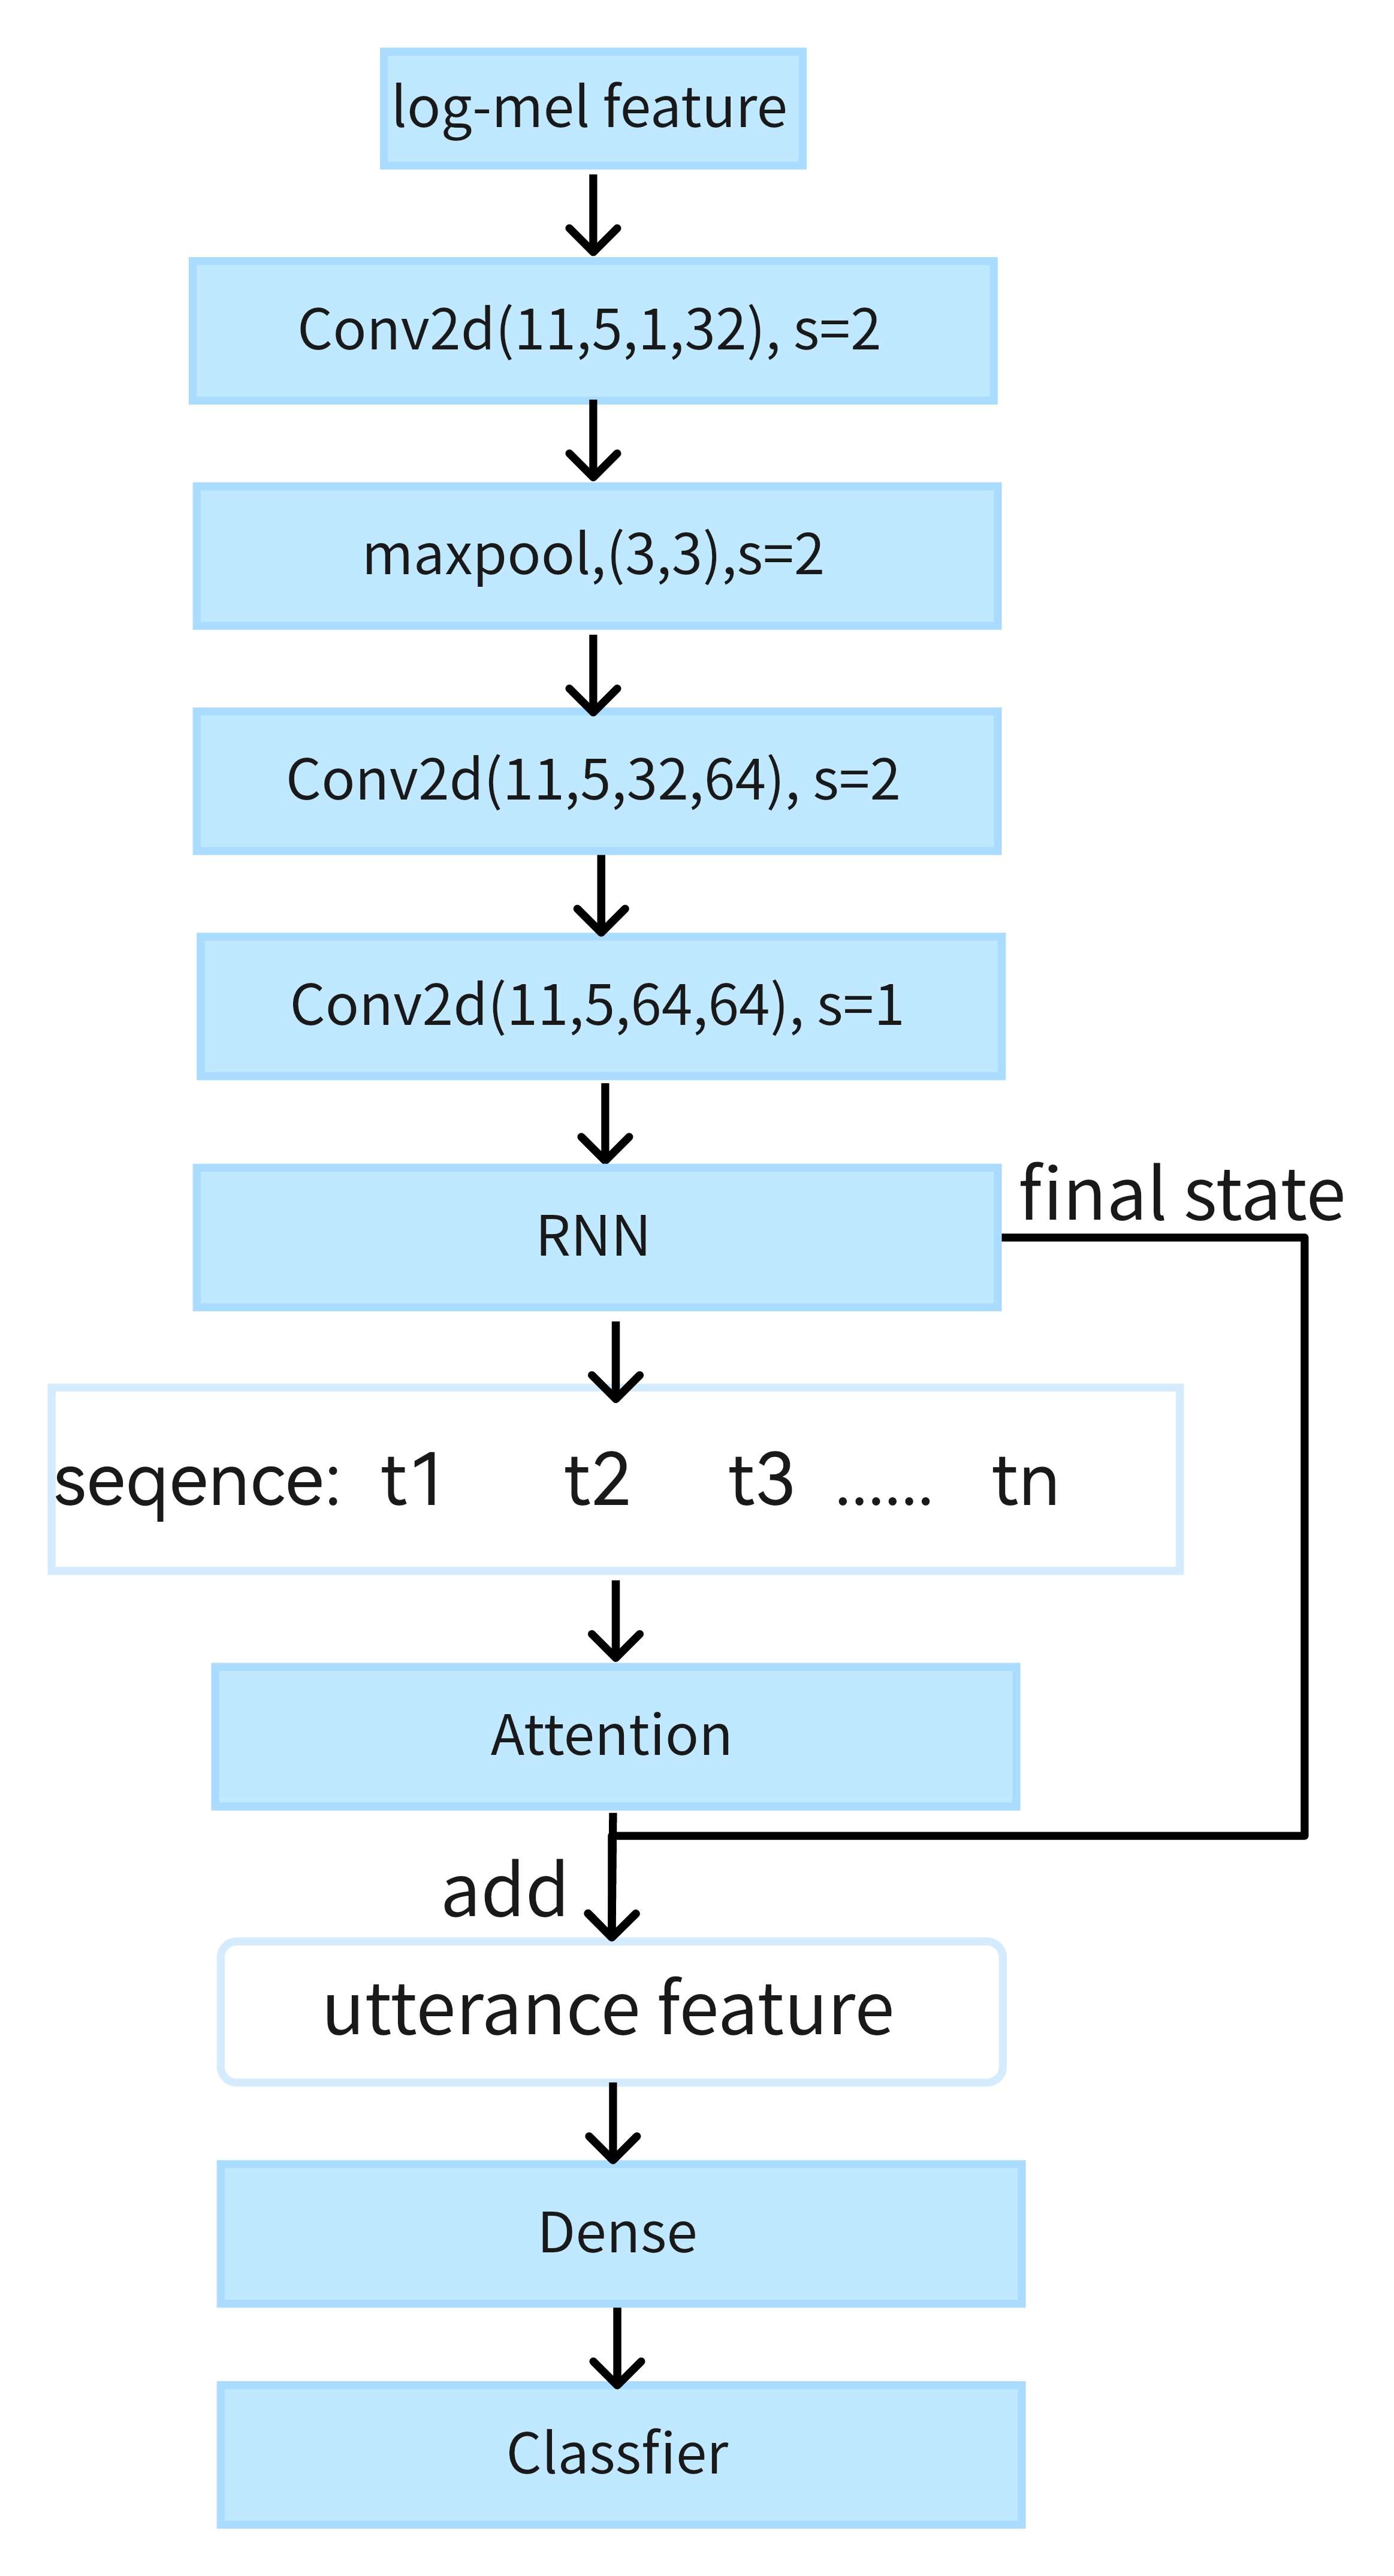 log-mel feature
Conv2d(11,5,1,32), s=2
maxpool,(3,3),s=2
Conv2d(11,5,32,64), s=2
Conv2d(11,5,64,64), s=1
final state
RNN
seqence: t1 t2 t3 ...... tn
Attention
add
utterance feature
Dense
Classfier